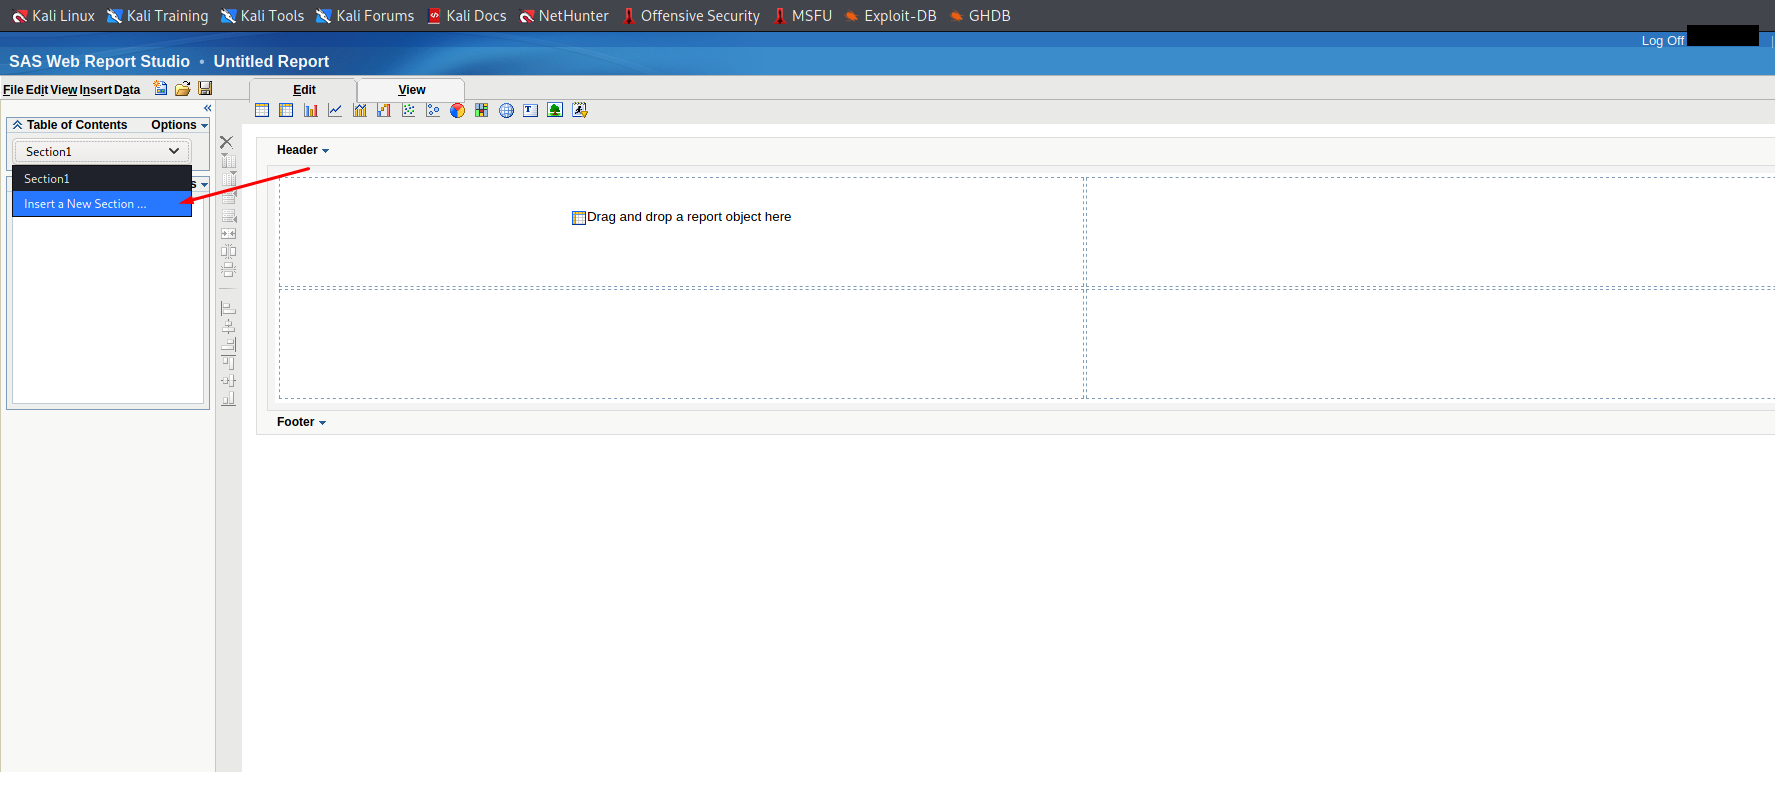 Kali Linux Kali Training Kali Tools Kali Forums Kali Docs NetHunter Offensive Security MSFU Exploit-DB GHDB
Log Off
SAS Web Report Studio • Untitled Report
File Edit View Insert Data
Edit View
Table of Contents Options
Section1
Section1
s
Insert a New Section ...
Header
Drag and drop a report object here
Footer